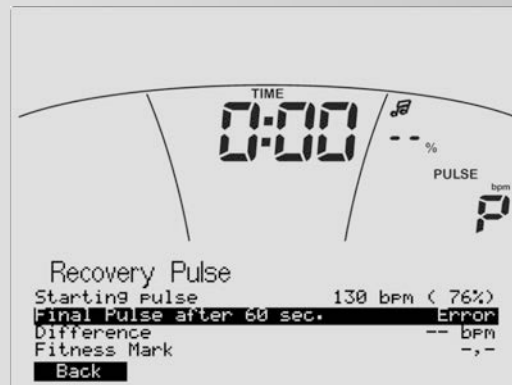 TIME
0:00
-- %
PULSE
bpm
P
Recovery Pulse
Starting pulse 130 bpm ( 76%)
Final Pulse after 60 sec. Error
Difference -- bpm
Fitness Mark -,-
Back